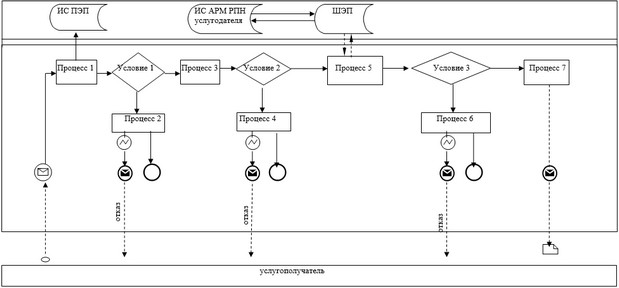 ИС ПЭП
ИС АРМ РПН
услугодателя
ШЭП
Процесс 1
Условие 1
Процесс 3
Условие 2
Процесс 5
Условие 3
Процесс 7
Процесс 2
Процесс 4
Процесс 6
отказ
отказ
отказ
услугополучатель